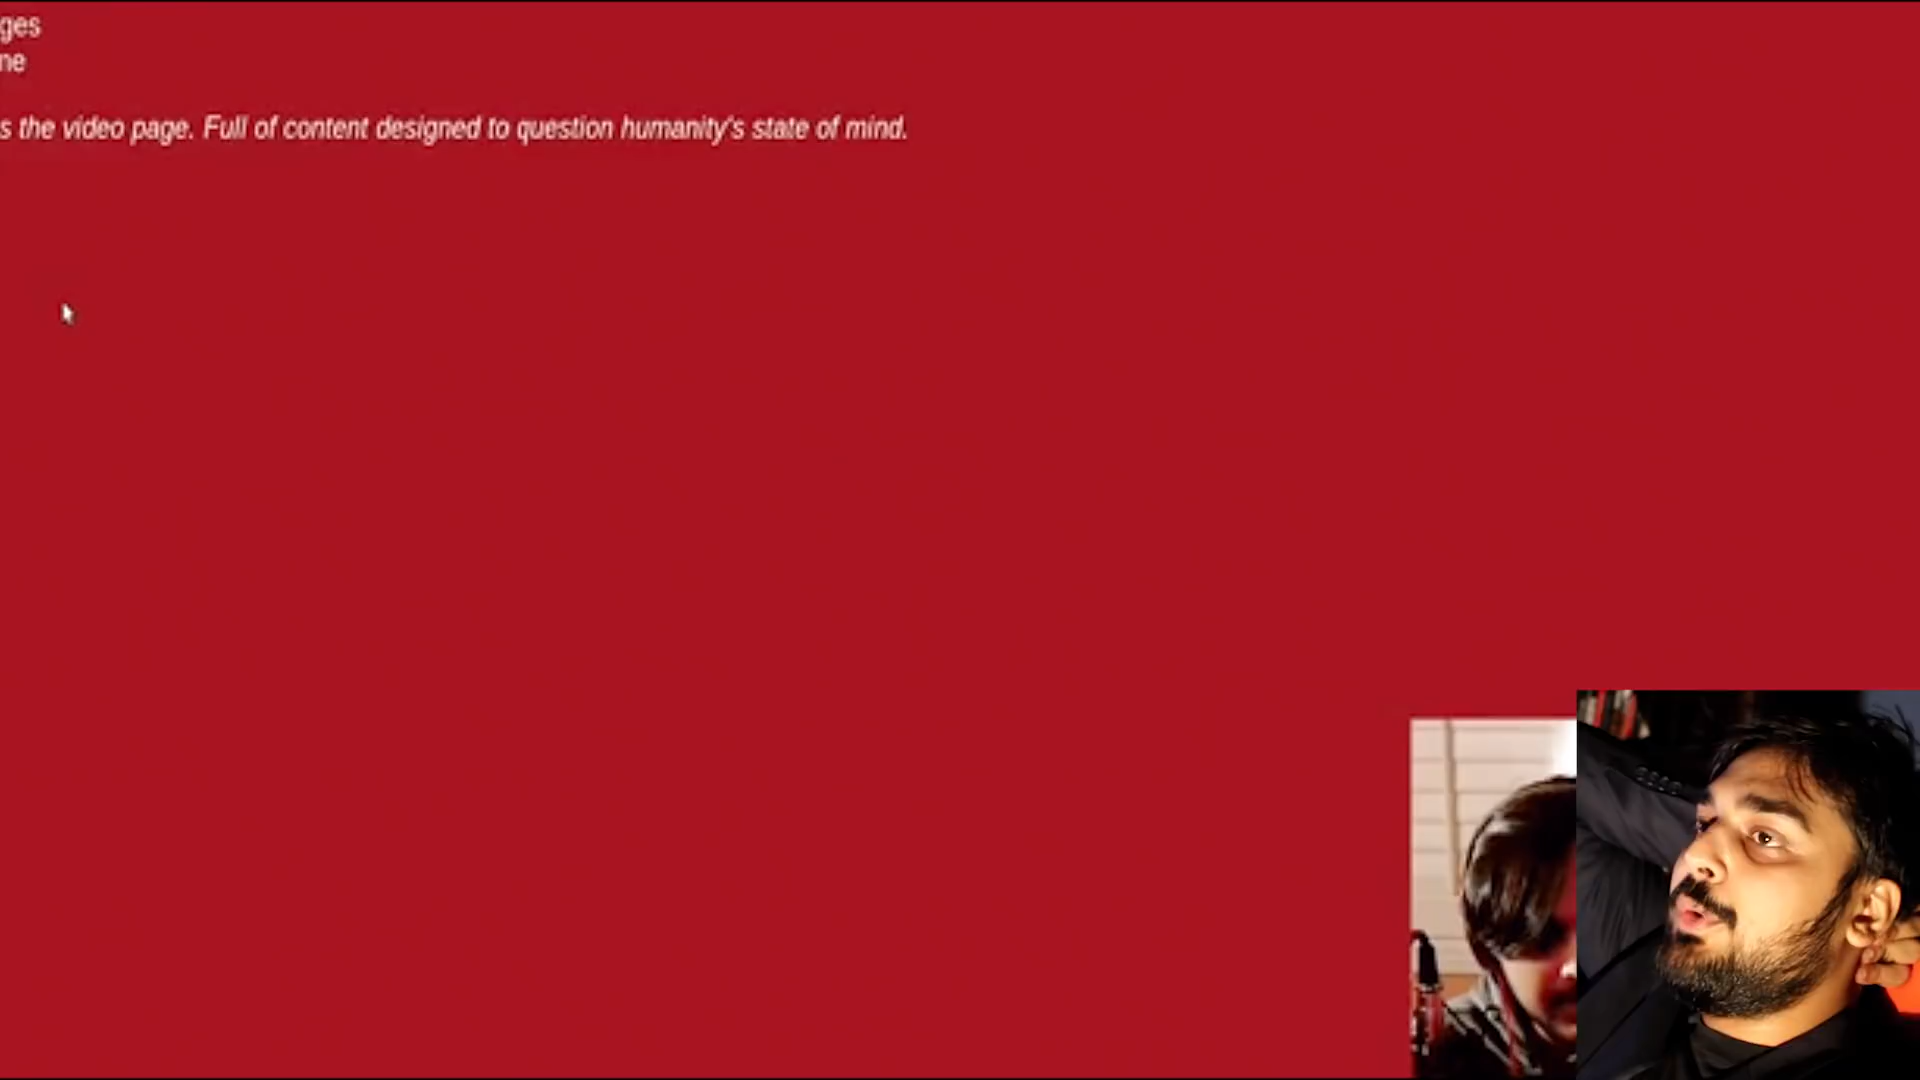 ges
ne
s the video page. Full of content designed to question humanity's state of mind.